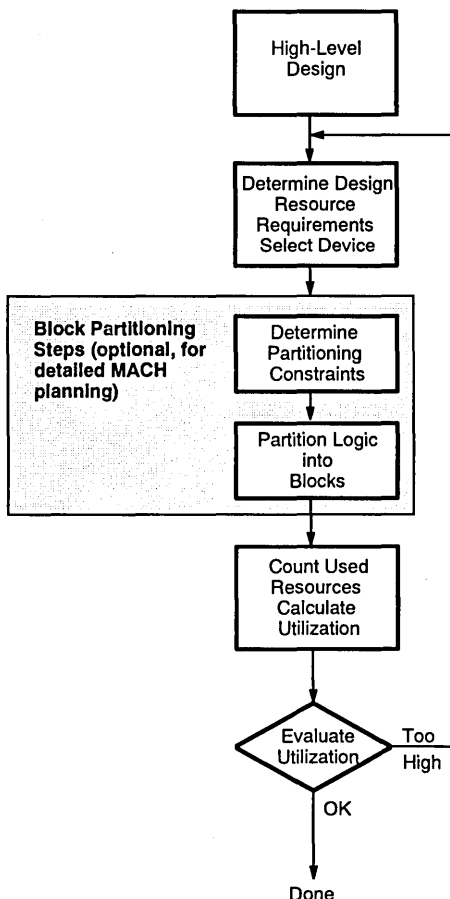 High-Level
Design
Determine Design
Resource
Requirements
Select Device
Block Partitioning
Steps (optional, for
detailed MACH
planning)
Determine
Partitioning
Constraints
Partition Logic
into
Blocks
Count Used
Resources
Calculate
Utilization
Evaluate
Utilization
Too
High
OK
Done